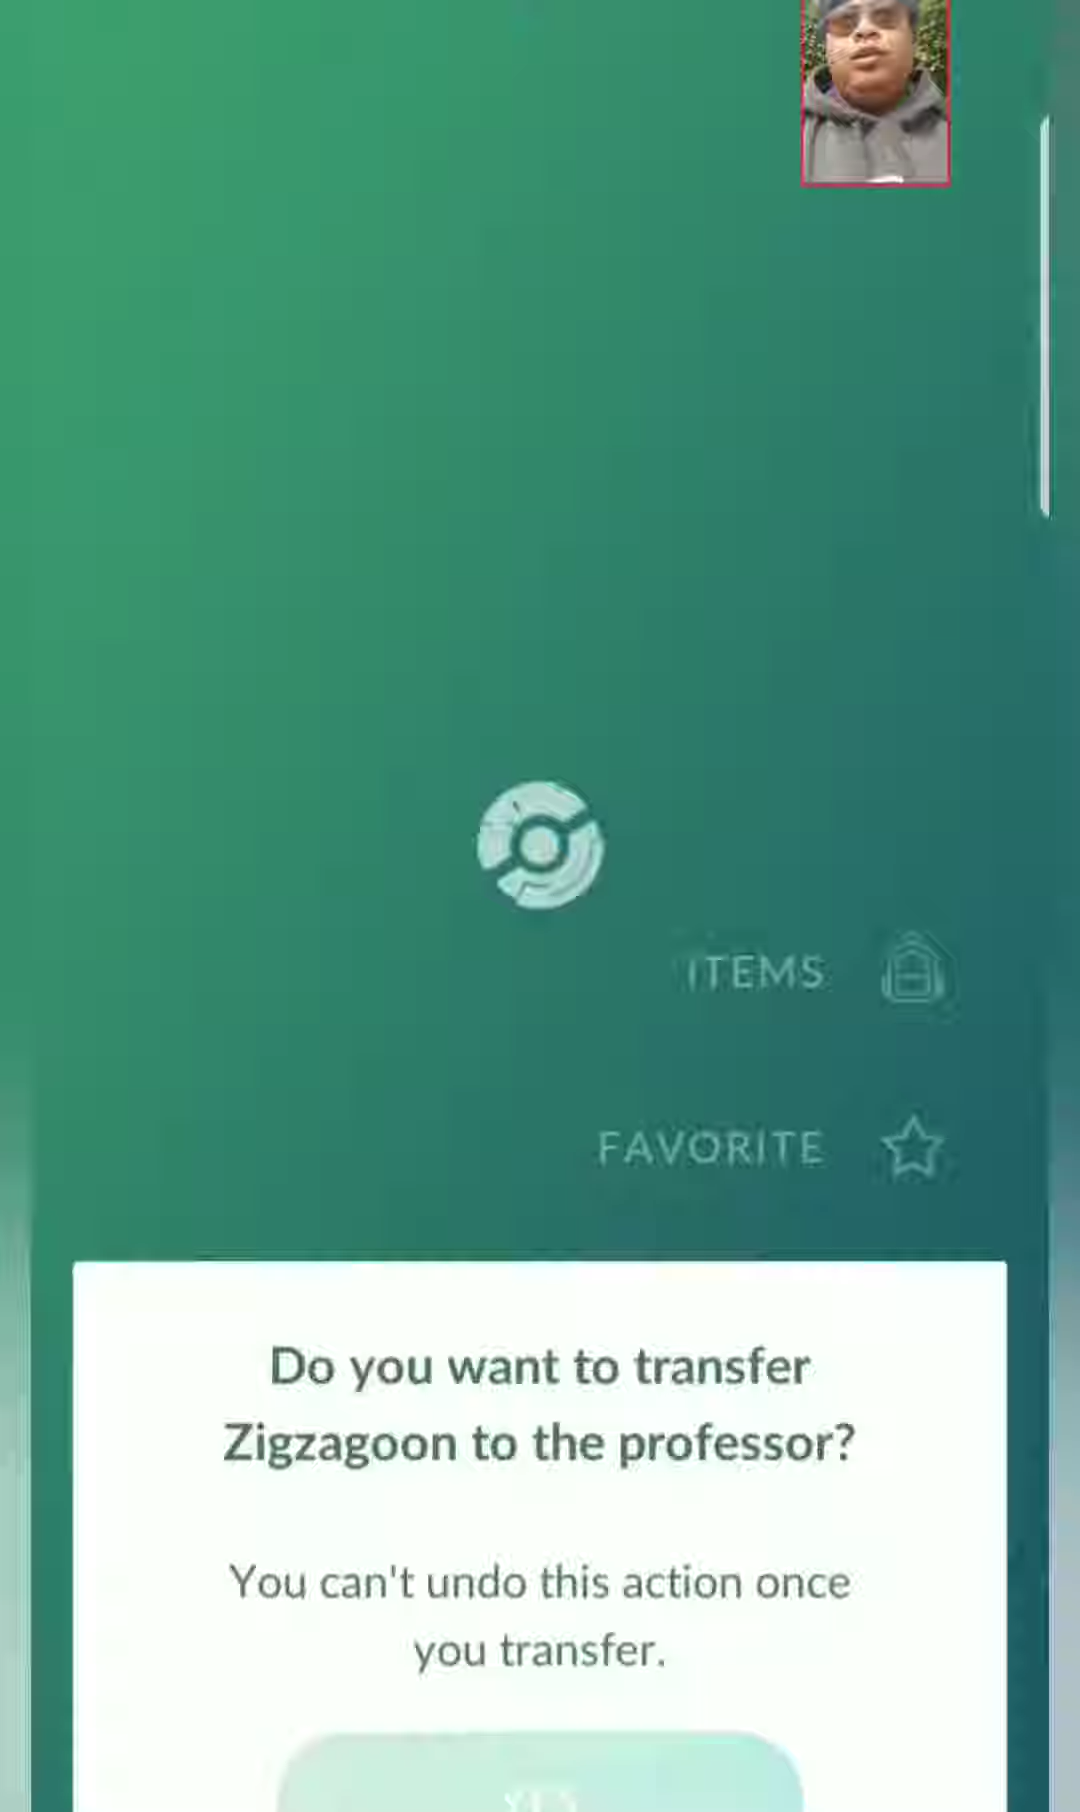 ITEMS
FAVORITE
Do you want to transfer
Zigzagoon to the professor?
You can't undo this action once
you transfer.
YES